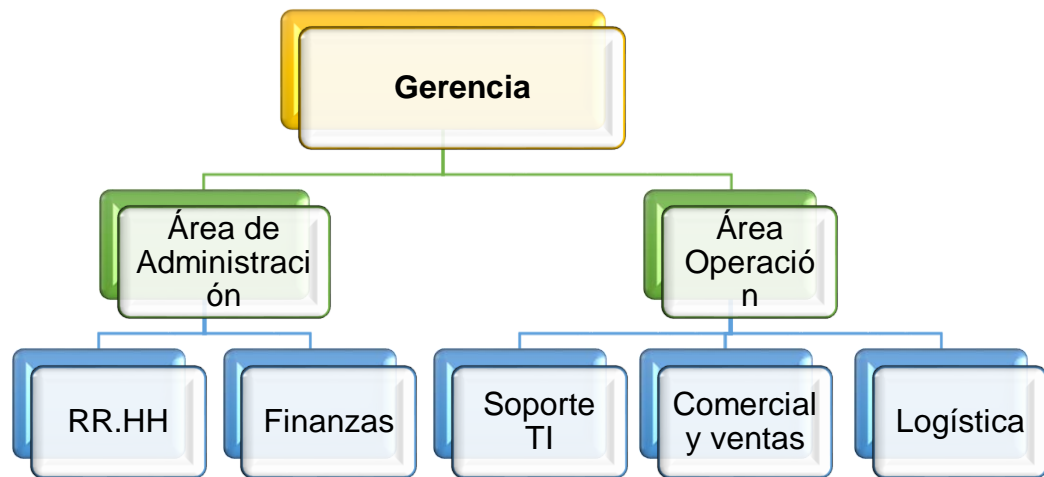 Gerencia
Área de
Administraci
ón
Área
Operació
n
RR.HH
Finanzas
Soporte
TI
Comercial
y ventas
Logística